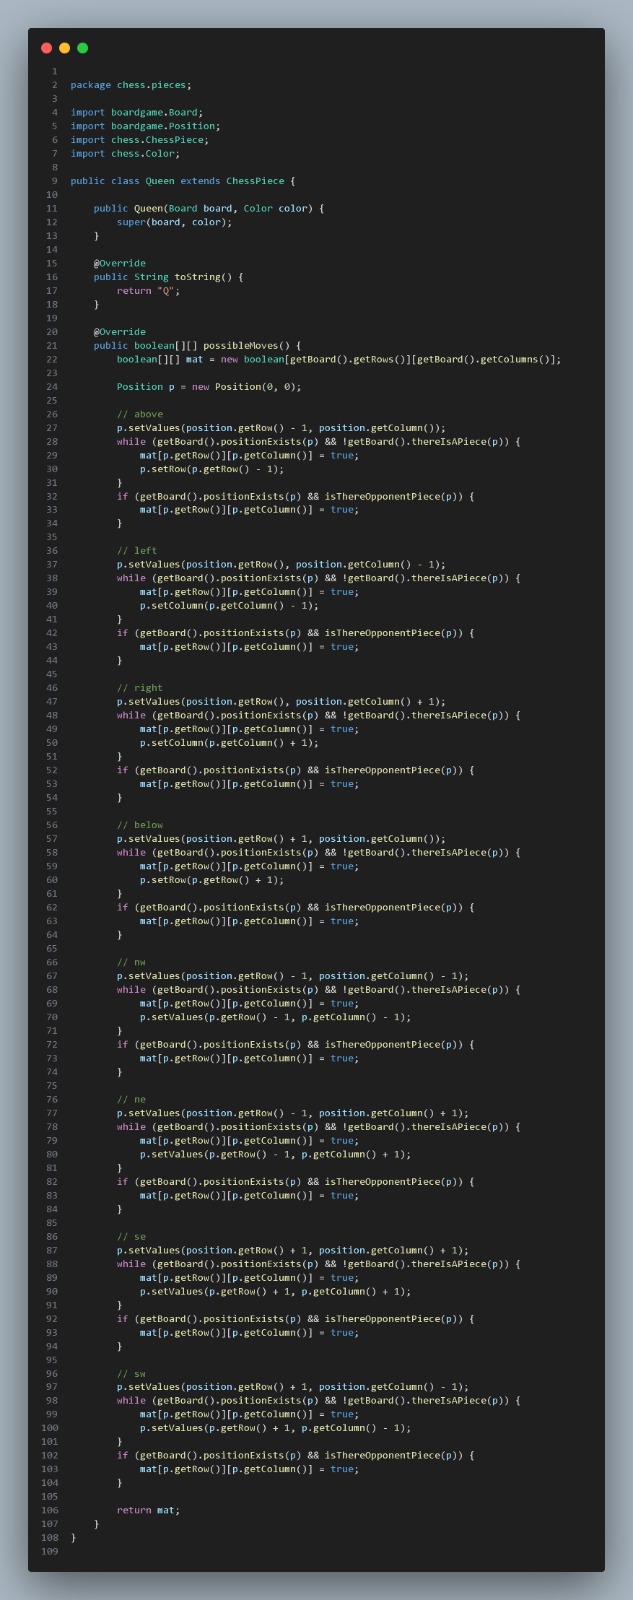 1
2 package chess.pieces;
3
4 import boardgame.Board;
5 import boardgame.Position;
6 import chess.ChessPiece;
7 import chess.Color;
8
9 public class Queen extends ChessPiece {
10
11     public Queen(Board board, Color color) {
12         super(board, color);
13     }
14
15     @Override
16     public String toString() {
17         return "Q";
18     }
19
20     @Override
21     public boolean[][] possibleMoves() {
22         boolean[][] mat = new boolean[getBoard().getRows()][getBoard().getColumns()];
23
24         Position p = new Position(0, 0);
25
26         // above
27         p.setValues(position.getRow() - 1, position.getColumn());
28         while (getBoard().positionExists(p) && !getBoard().thereIsAPiece(p)) {
29             mat[p.getRow()][p.getColumn()] = true;
30             p.setRow(p.getRow() - 1);
31         }
32         if (getBoard().positionExists(p) && isThereOpponentPiece(p)) {
33             mat[p.getRow()][p.getColumn()] = true;
34         }
35
36         // left
37         p.setValues(position.getRow(), position.getColumn() - 1);
38         while (getBoard().positionExists(p) && !getBoard().thereIsAPiece(p)) {
39             mat[p.getRow()][p.getColumn()] = true;
40             p.setColumn(p.getColumn() - 1);
41         }
42         if (getBoard().positionExists(p) && isThereOpponentPiece(p)) {
43             mat[p.getRow()][p.getColumn()] = true;
44         }
45
46         // right
47         p.setValues(position.getRow(), position.getColumn() + 1);
48         while (getBoard().positionExists(p) && !getBoard().thereIsAPiece(p)) {
49             mat[p.getRow()][p.getColumn()] = true;
50             p.setColumn(p.getColumn() + 1);
51         }
52         if (getBoard().positionExists(p) && isThereOpponentPiece(p)) {
53             mat[p.getRow()][p.getColumn()] = true;
54         }
55
56         // below
57         p.setValues(position.getRow() + 1, position.getColumn());
58         while (getBoard().positionExists(p) && !getBoard().thereIsAPiece(p)) {
59             mat[p.getRow()][p.getColumn()] = true;
60             p.setRow(p.getRow() + 1);
61         }
62         if (getBoard().positionExists(p) && isThereOpponentPiece(p)) {
63             mat[p.getRow()][p.getColumn()] = true;
64         }
65
66         // nw
67         p.setValues(position.getRow() - 1, position.getColumn() - 1);
68         while (getBoard().positionExists(p) && !getBoard().thereIsAPiece(p)) {
69             mat[p.getRow()][p.getColumn()] = true;
70             p.setValues(p.getRow() - 1, p.getColumn() - 1);
71         }
72         if (getBoard().positionExists(p) && isThereOpponentPiece(p)) {
73             mat[p.getRow()][p.getColumn()] = true;
74         }
75
76         // ne
77         p.setValues(position.getRow() - 1, position.getColumn() + 1);
78         while (getBoard().positionExists(p) && !getBoard().thereIsAPiece(p)) {
79             mat[p.getRow()][p.getColumn()] = true;
80             p.setValues(p.getRow() - 1, p.getColumn() + 1);
81         }
82         if (getBoard().positionExists(p) && isThereOpponentPiece(p)) {
83             mat[p.getRow()][p.getColumn()] = true;
84         }
85
86         // se
87         p.setValues(position.getRow() + 1, position.getColumn() + 1);
88         while (getBoard().positionExists(p) && !getBoard().thereIsAPiece(p)) {
89             mat[p.getRow()][p.getColumn()] = true;
90             p.setValues(p.getRow() + 1, p.getColumn() + 1);
91         }
92         if (getBoard().positionExists(p) && isThereOpponentPiece(p)) {
93             mat[p.getRow()][p.getColumn()] = true;
94         }
95
96         // sw
97         p.setValues(position.getRow() + 1, position.getColumn() - 1);
98         while (getBoard().positionExists(p) && !getBoard().thereIsAPiece(p)) {
99             mat[p.getRow()][p.getColumn()] = true;
100             p.setValues(p.getRow() + 1, p.getColumn() - 1);
101         }
102         if (getBoard().positionExists(p) && isThereOpponentPiece(p)) {
103             mat[p.getRow()][p.getColumn()] = true;
104         }
105
106         return mat;
107     }
108 }
109